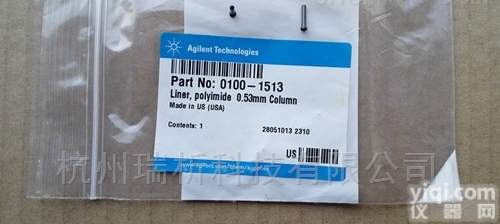 Agilent Technologies
Part No: 0100-1513
Liner, polyimide 0.53mm Column
Made in US (USA)
Contents: 1
28051013 2310
US
杭州瑞析科技有限公司
yiqi.com
仪器网